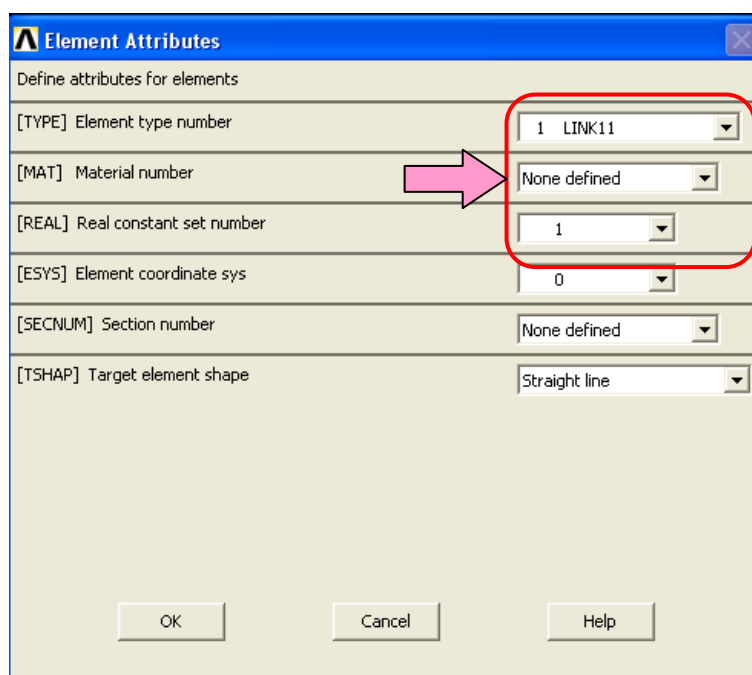 Element Attributes
Define attributes for elements
[TYPE] Element type number 1 LINK11
[MAT] Material number None defined
[REAL] Real constant set number 1
[ESYS] Element coordinate sys 0
[SECNUM] Section number None defined
[TSHAP] Target element shape Straight line
OK Cancel Help